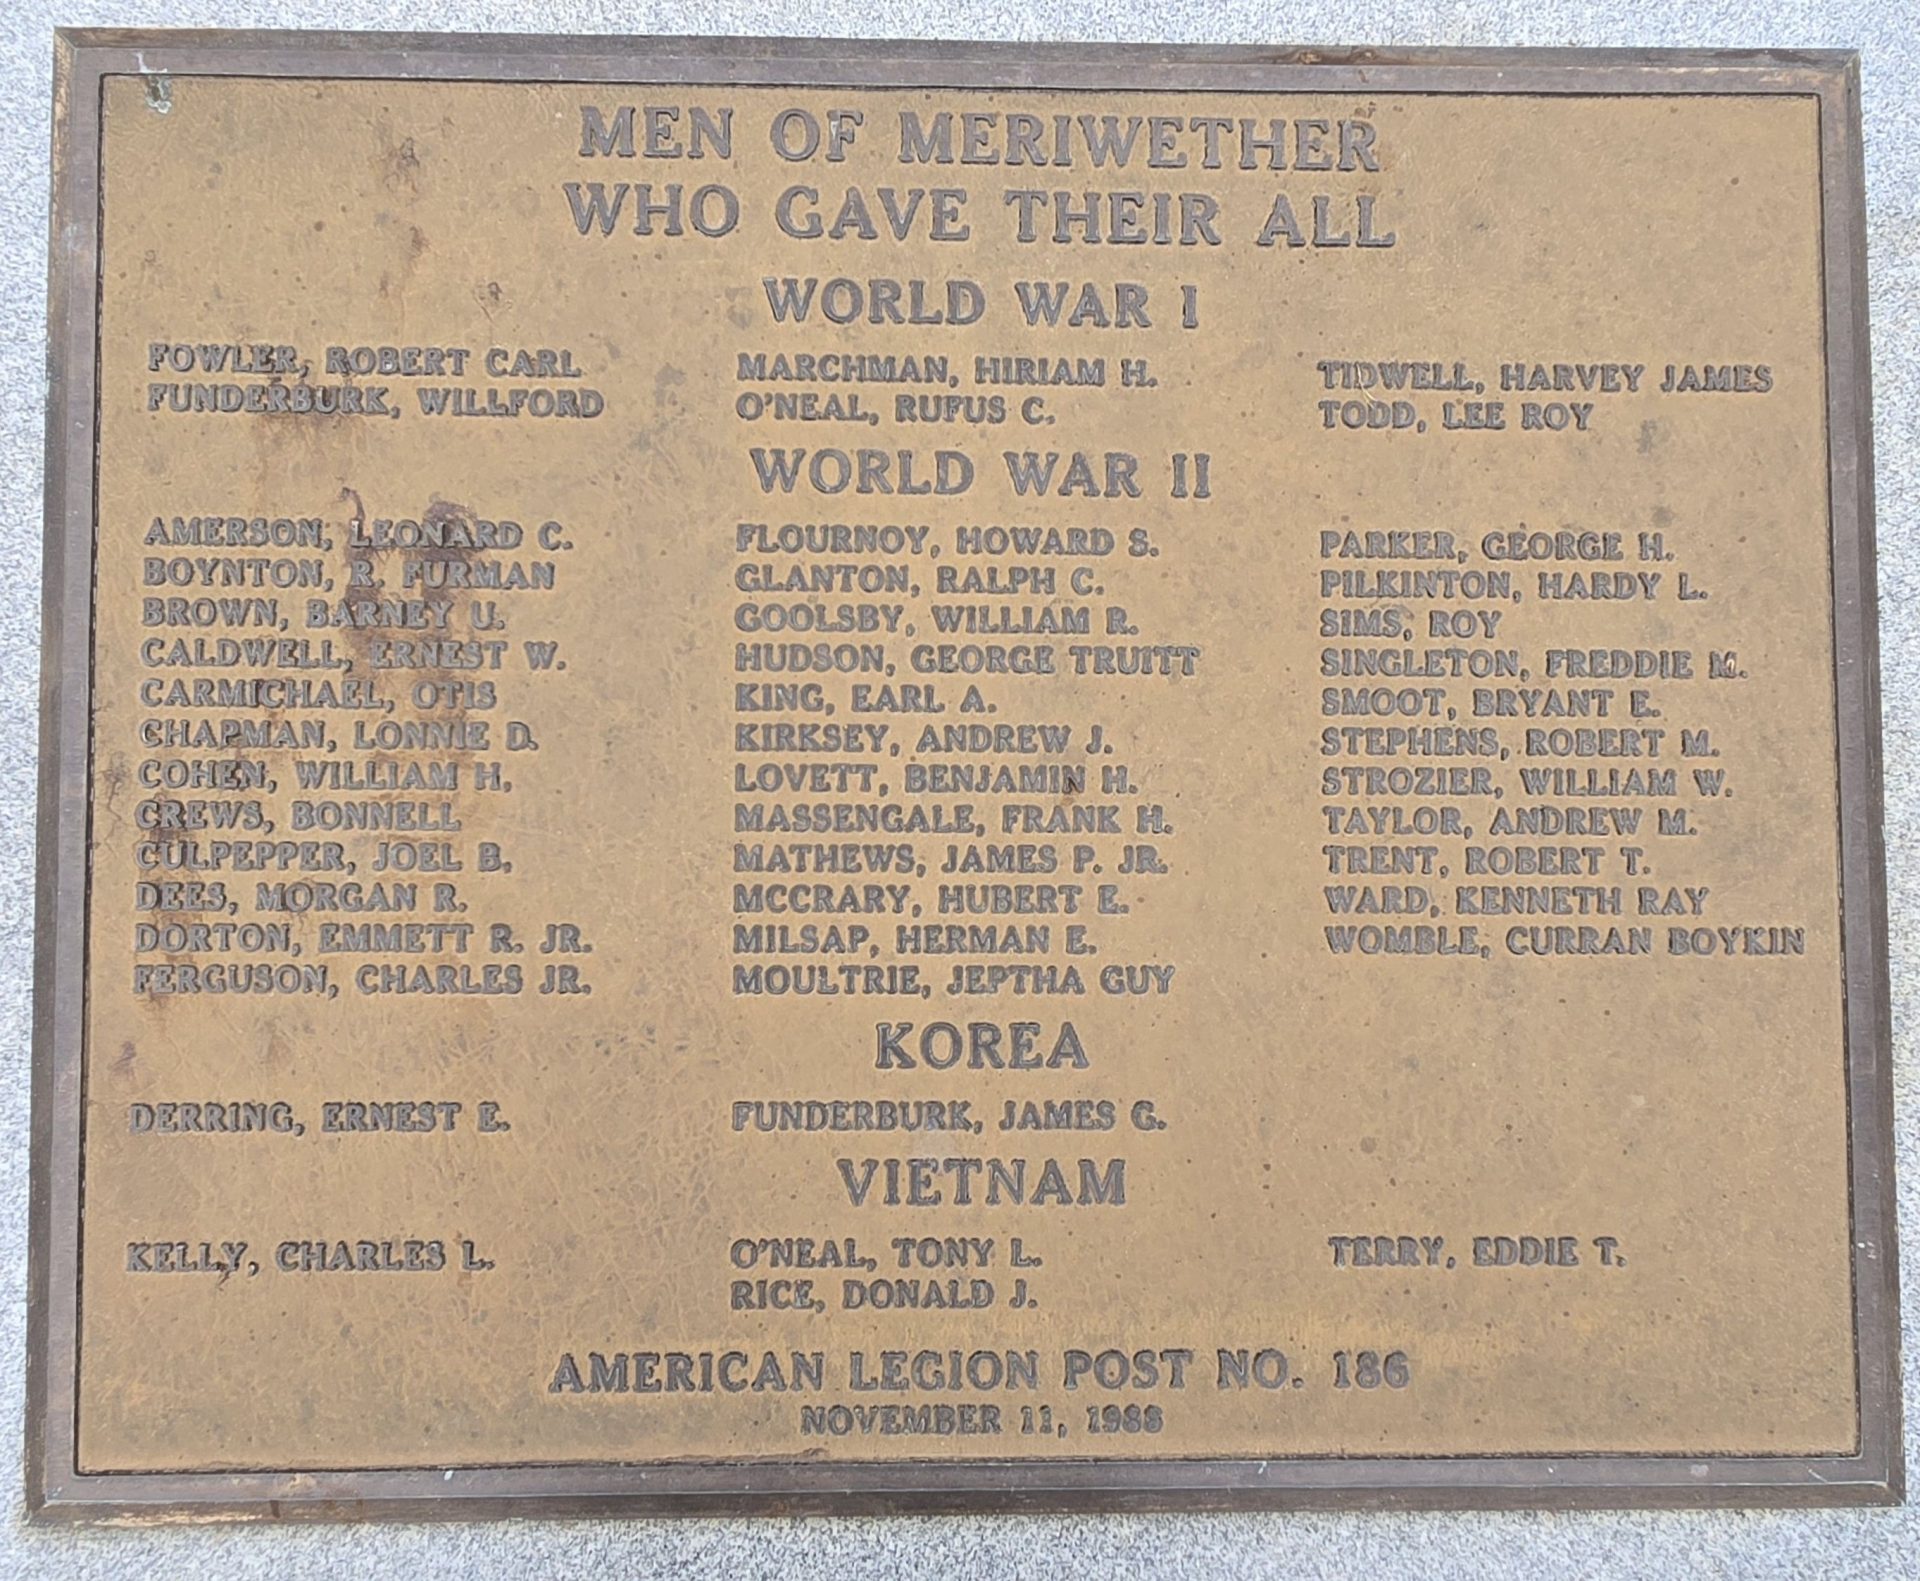 MEN OF MERIWETHER
WHO GAVE THEIR ALL
WORLD WAR I
FOWLER, ROBERT CARL
FUNDERBURK, WILLFORD
MARCHMAN, HIRIAM H.
O'NEAL, RUFUS C.
TIDWELL, HARVEY JAMES
TODD, LEE ROY
WORLD WAR II
AMERSON, LEONARD C.
BOYNTON, R. FURMAN
BROWN, BARNEY U.
CALDWELL, ERNEST W.
CARMICHAEL, OTIS
CHAPMAN, LONNIE D.
COHEN, WILLIAM H.
CREWS, BONNELL
CULPEPPER, JOEL B.
DEES, MORGAN R.
DORTON, EMMETT R. JR.
FERGUSON, CHARLES JR.
FLOURNOY, HOWARD S.
GLANTON, RALPH C.
GOOLSBY, WILLIAM R.
HUDSON, GEORGE TRUITT
KING, EARL A.
KIRKSEY, ANDREW J.
LOVETT, BENJAMIN H.
MASSENGALE, FRANK H.
MATHEWS, JAMES P. JR.
MCCRARY, HUBERT E.
MILSAP, HERMAN E.
MOULTRIE, JEPTHA GUY
PARKER, GEORGE H.
PILKINTON, HARDY L.
SIMS, ROY
SINGLETON, FREDDIE M.
SMOOT, BRYANT E.
STEPHENS, ROBERT M.
STROZIER, WILLIAM W.
TAYLOR, ANDREW M.
TRENT, ROBERT T.
WARD, KENNETH RAY
WOMBLE, CURRAN BOYKIN
KOREA
DERRING, ERNEST E.
FUNDERBURK, JAMES G.
VIETNAM
KELLY, CHARLES L.
O'NEAL, TONY L.
RICE, DONALD J.
TERRY, EDDIE T.
AMERICAN LEGION POST NO. 186
NOVEMBER 11, 1988